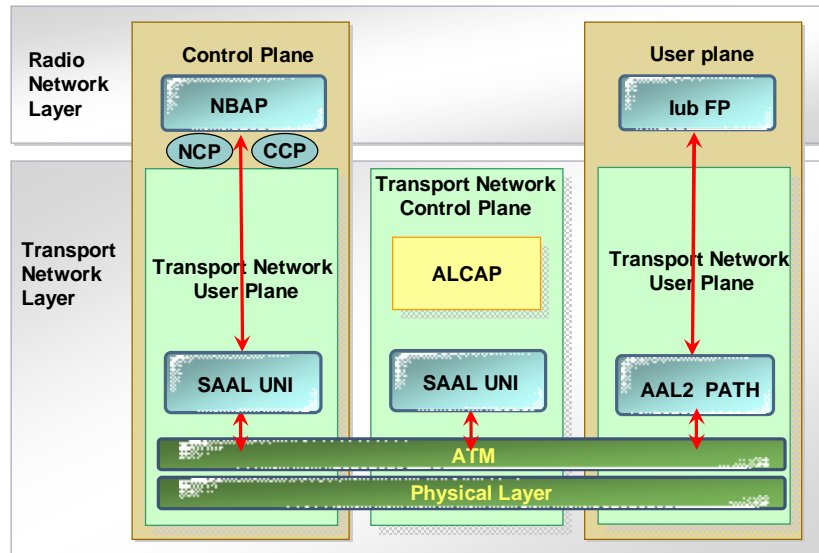 Radio
Network
Layer
Control Plane
NBAP
NCP
CCP
User plane
Iub FP
Transport
Network
Layer
Transport Network
User Plane
SAAL UNI
Transport Network
Control Plane
ALCAP
SAAL UNI
Transport Network
User Plane
AAL2 PATH
ATM
Physical Layer